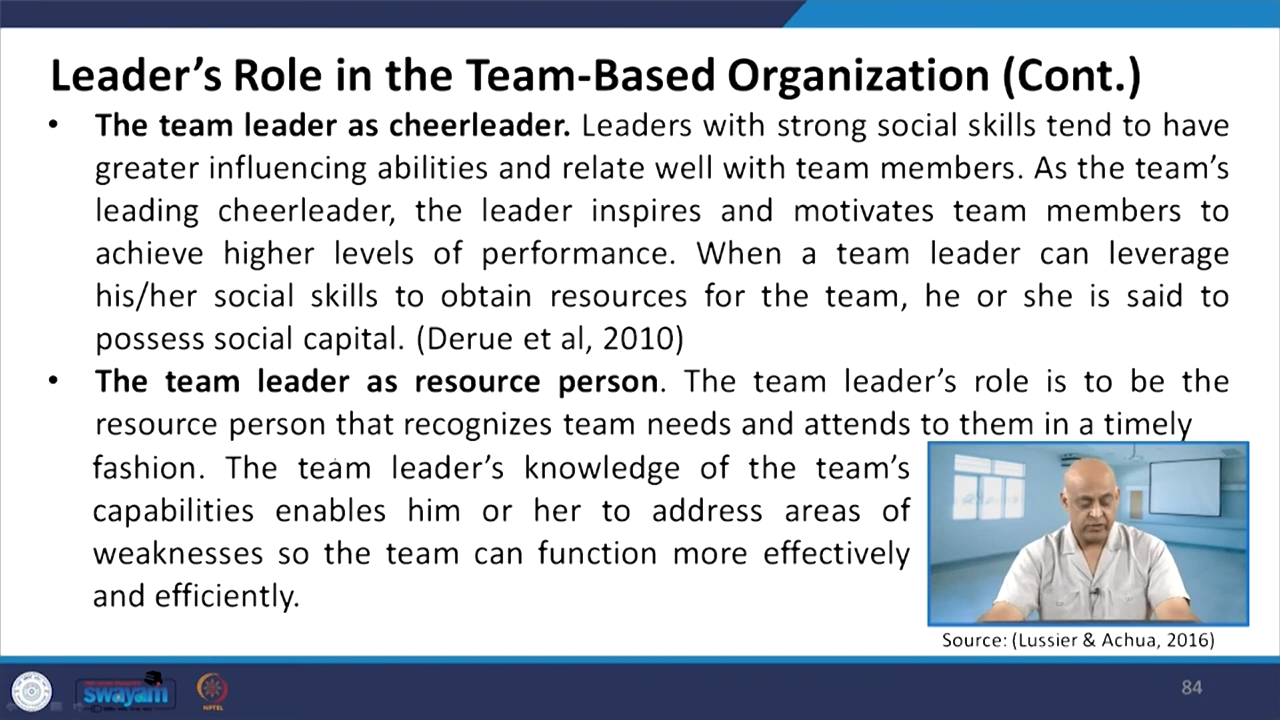 Leader’s Role in the Team-Based Organization (Cont.)
• The team leader as cheerleader. Leaders with strong social skills tend to have
greater influencing abilities and relate well with team members. As the team’s
leading cheerleader, the leader inspires and motivates team members to
achieve higher levels of performance. When a team leader can leverage
his/her social skills to obtain resources for the team, he or she is said to
possess social capital. (Derue et al, 2010)
• The team leader as resource person. The team leader’s role is to be the
resource person that recognizes team needs and attends to them in a timely
fashion. The team leader’s knowledge of the team’s
capabilities enables him or her to address areas of
weaknesses so the team can function more effectively
and efficiently.
Source: (Lussier & Achua, 2016)
swayam
NPTEL
84